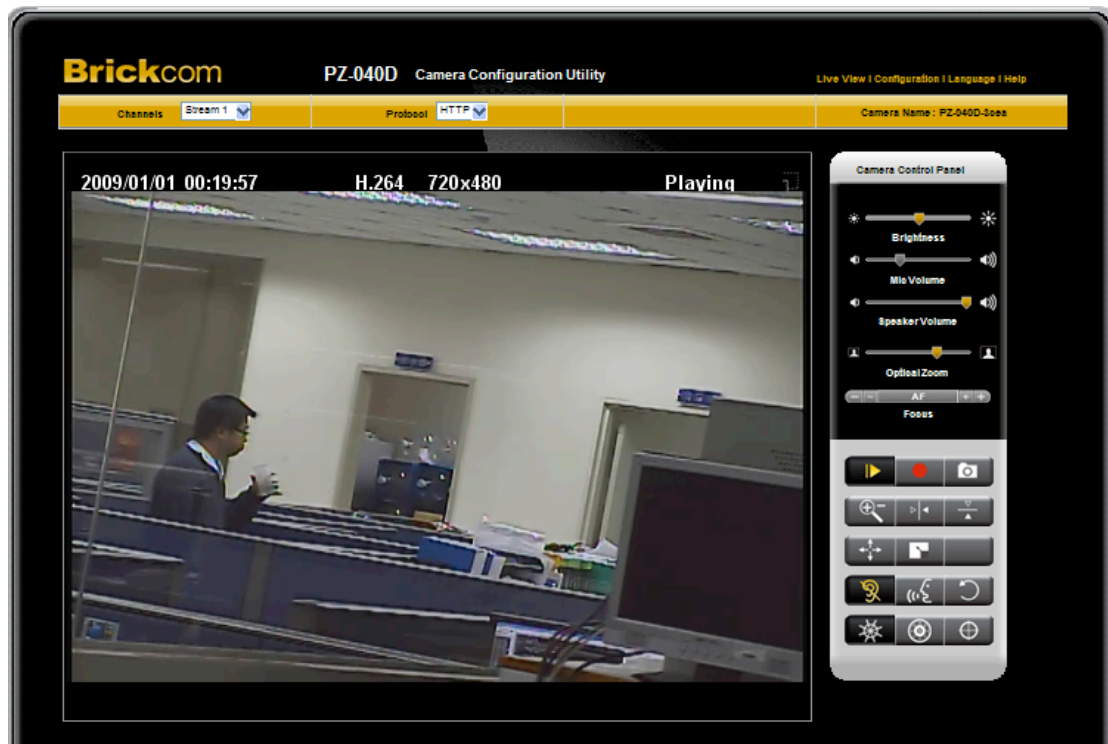 Brickcom
PZ-040D Camera Configuration Utility
Live View I Configuration I Language I Help
Channels Stream 1
Protocol HTTP
Camera Name : PZ-040D-3oea
2009/01/01 00:19:57 H.264 720x480 Playing
Camera Control Panel
Brightness
Mic Volume
Speaker Volume
Optical Zoom
AF
Focus